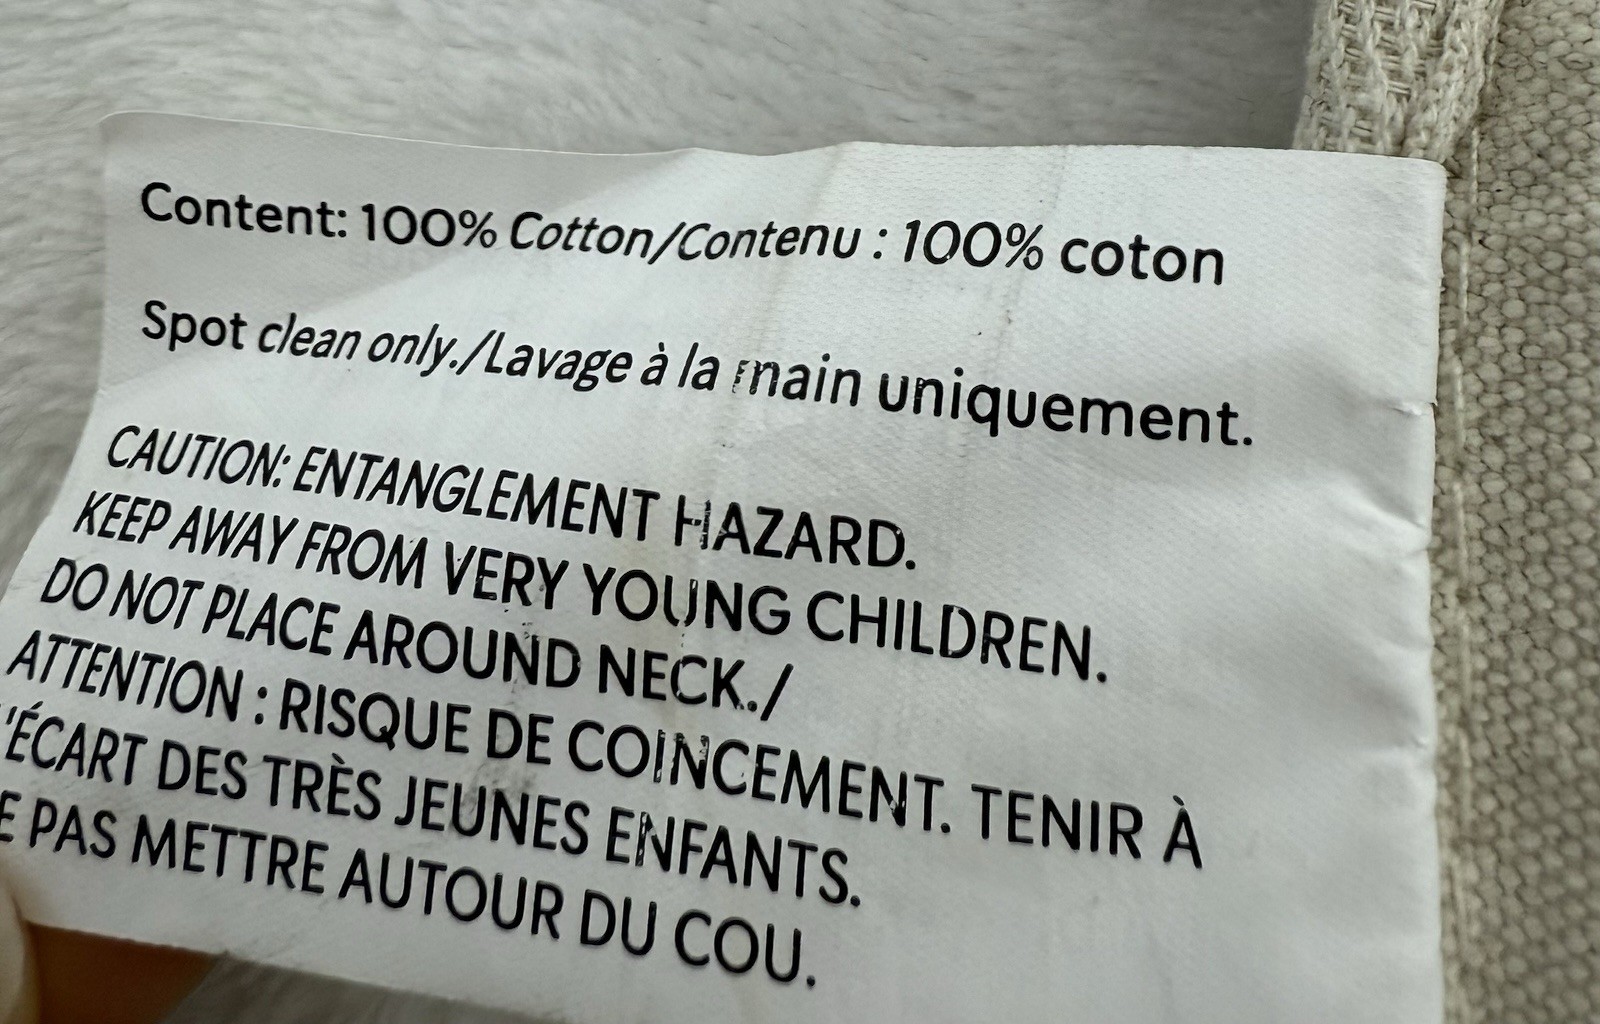 Content: 100% Cotton/Contenu : 100% coton
Spot clean only./Lavage à la main uniquement.
CAUTION: ENTANGLEMENT HAZARD.
KEEP AWAY FROM VERY YOUNG CHILDREN.
DO NOT PLACE AROUND NECK./
ATTENTION : RISQUE DE COINCEMENT. TENIR À
'ÉCART DES TRÈS JEUNES ENFANTS.
E PAS METTRE AUTOUR DU COU.